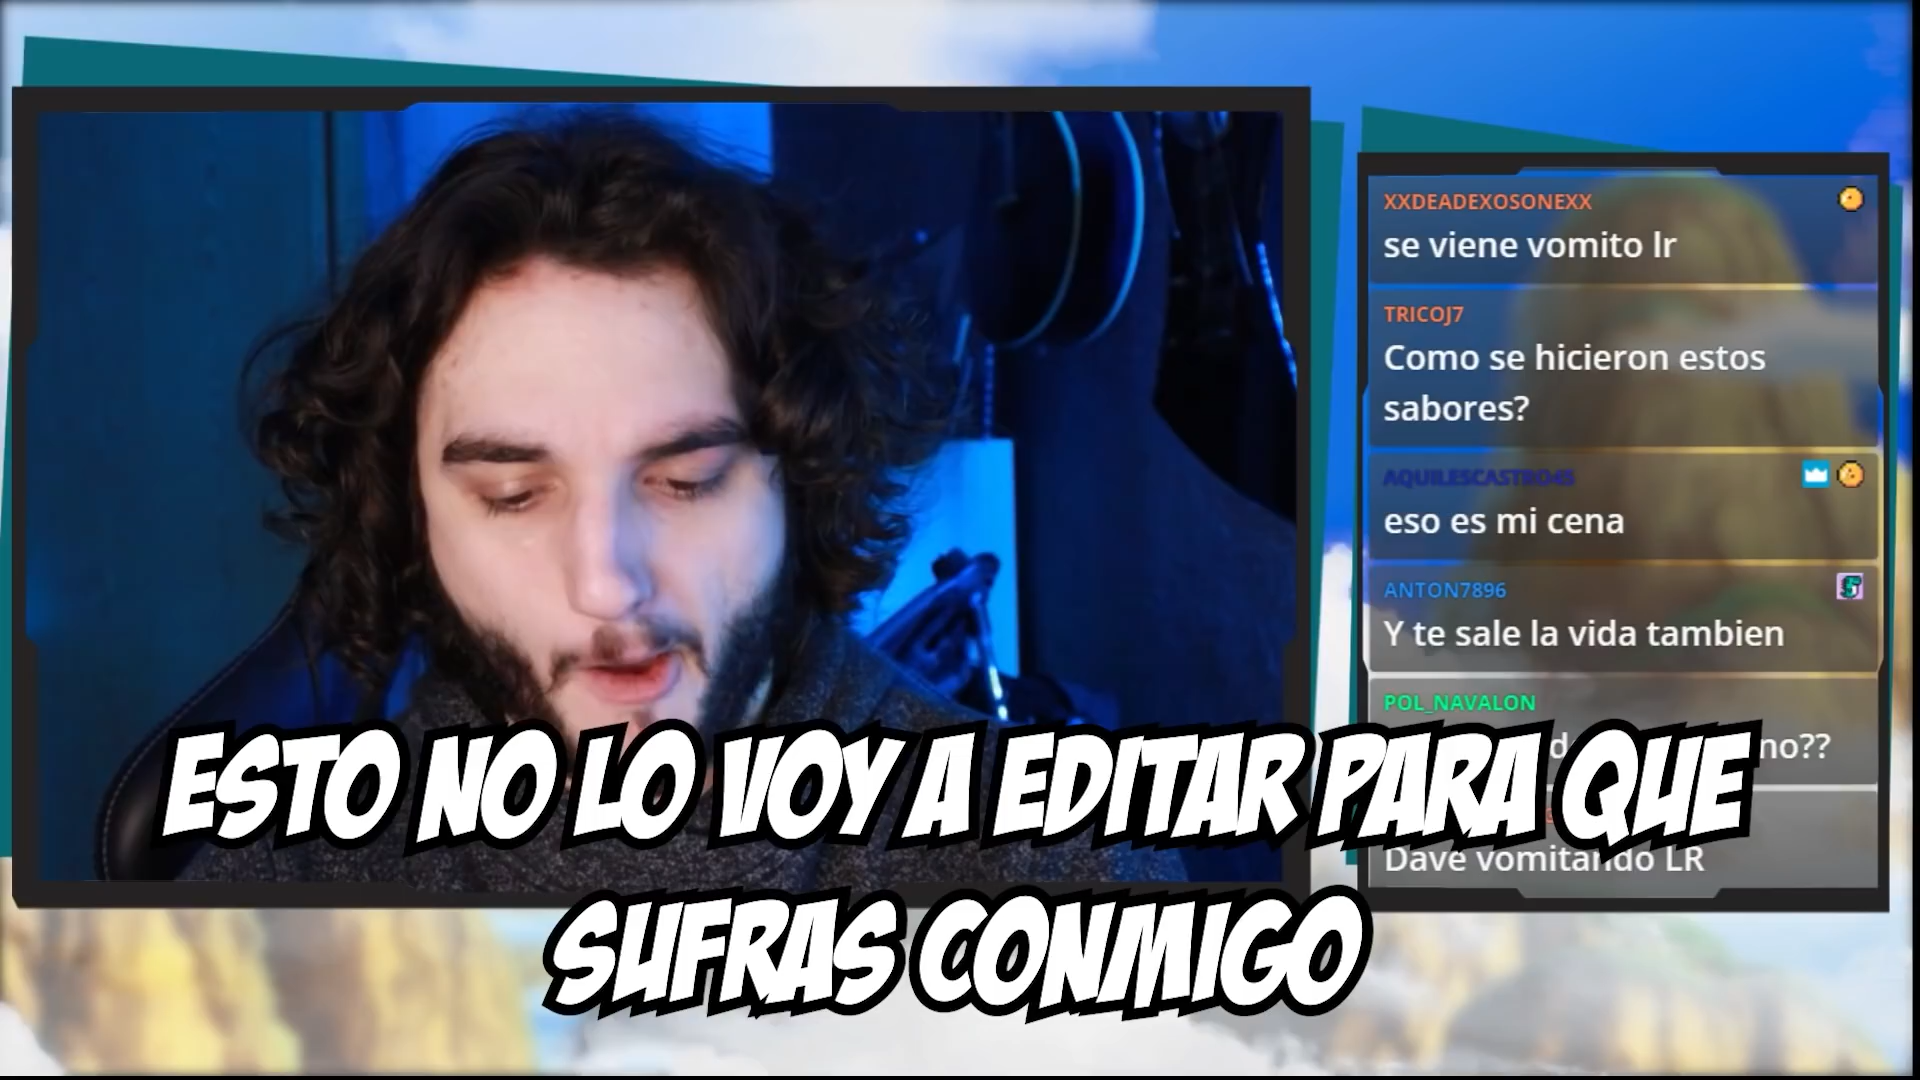 XXDEADEXOSONEXX
se viene vomito lr
TRICOJ7
Como se hicieron estos
sabores?
AQUILESCASTRO45
eso es mi cena
ANTON7896
Y te sale la vida tambien
POL_NAVALON
no??
Dave vomitando LR
ESTO NO LO VOY A EDITAR PARA QUE
SUFRAS CONMIGO